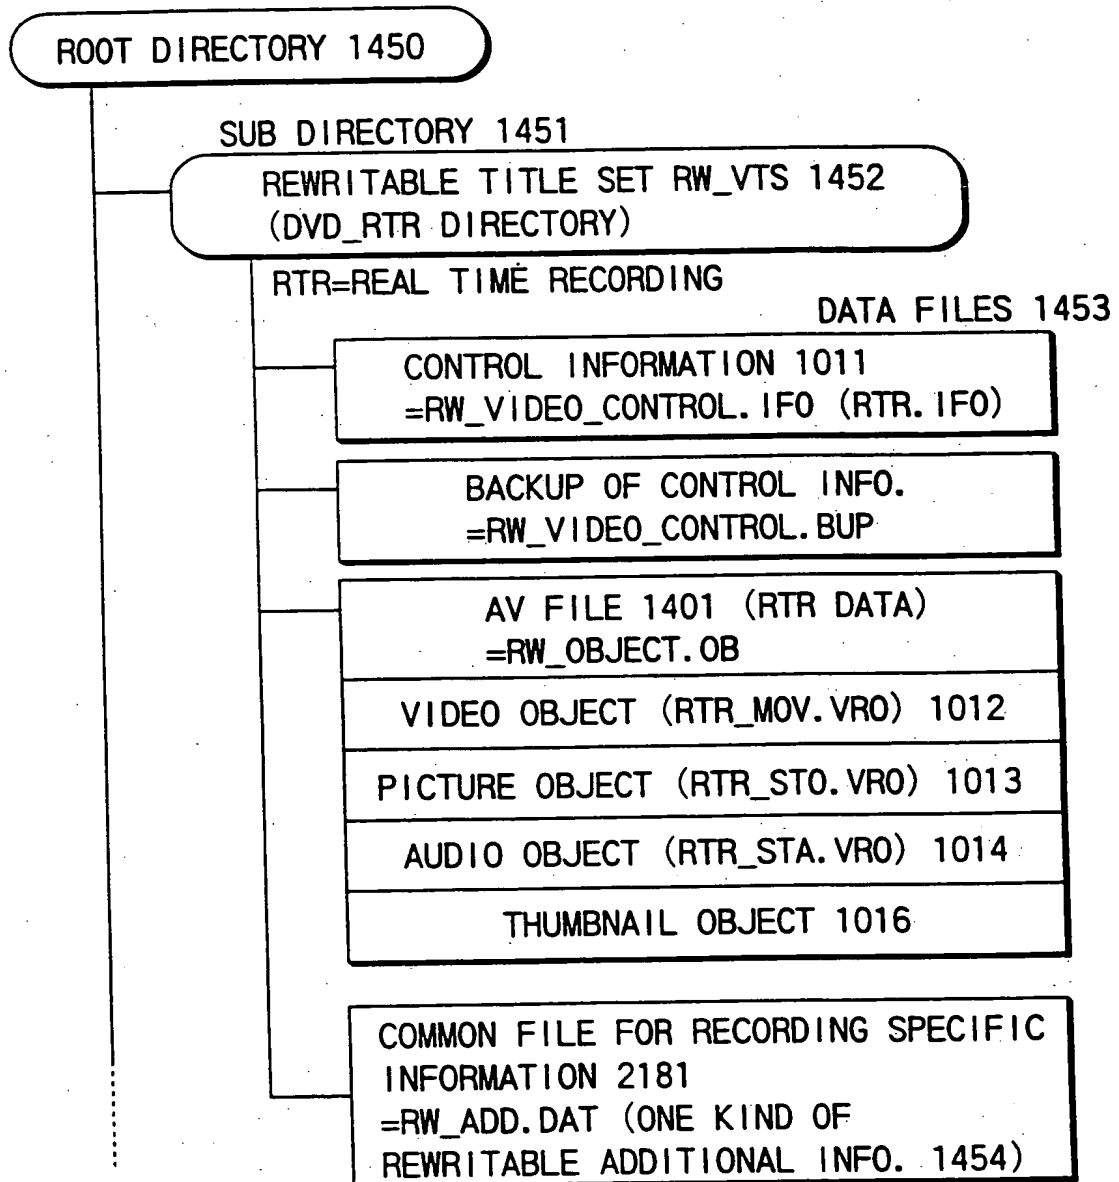 ROOT DIRECTORY 1450
SUB DIRECTORY 1451
REWRITABLE TITLE SET RW_VTS 1452
(DVD_RTR DIRECTORY)
RTR=REAL TIME RECORDING
DATA FILES 1453
CONTROL INFORMATION 1011
=RW_VIDEO_CONTROL.IFO (RTR.IFO)
BACKUP OF CONTROL INFO.
=RW_VIDEO_CONTROL.BUP
AV FILE 1401 (RTR DATA)
=RW_OBJECT.OB
VIDEO OBJECT (RTR_MOV.VRO) 1012
PICTURE OBJECT (RTR_STO.VRO) 1013
AUDIO OBJECT (RTR_STA.VRO) 1014
THUMBNAIL OBJECT 1016
COMMON FILE FOR RECORDING SPECIFIC
INFORMATION 2181
=RW_ADD.DAT (ONE KIND OF
REWRITABLE ADDITIONAL INFO. 1454)